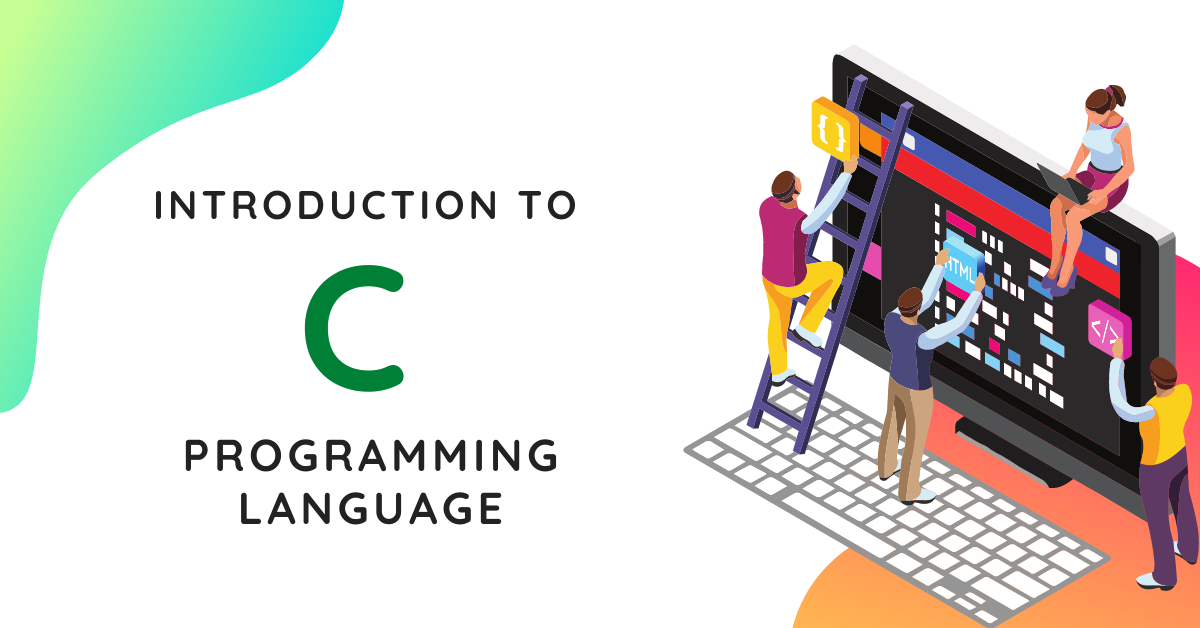 INTRODUCTION TO
C
PROGRAMMING
LANGUAGE
{ }
HTML
</>